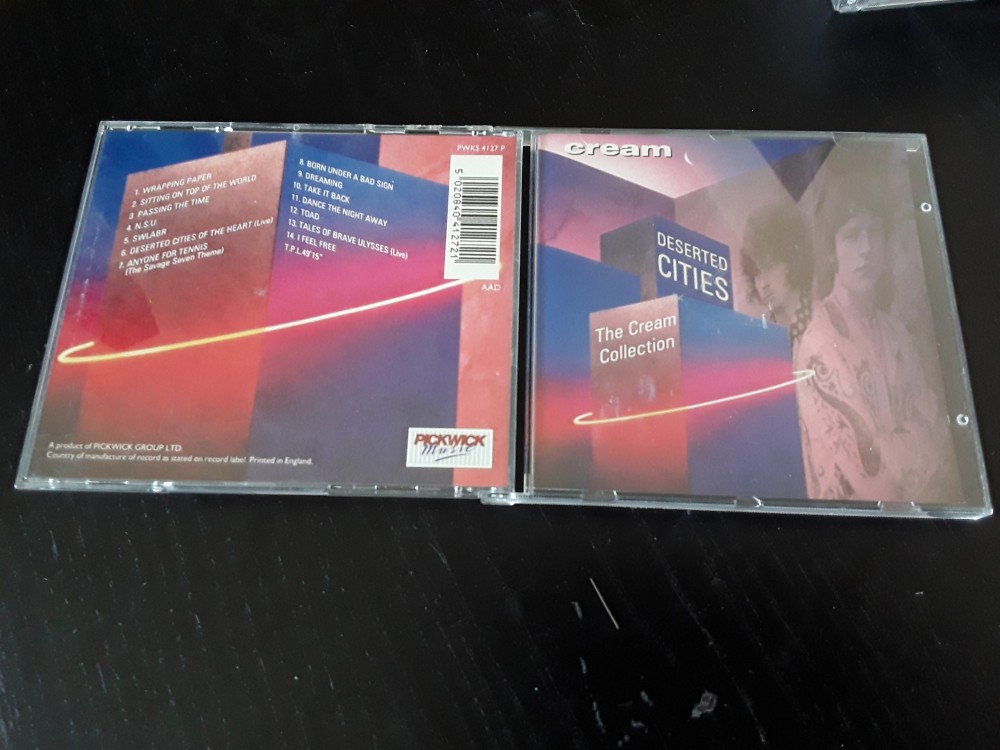 PWKS 4127 P
1. WRAPPING PAPER
2. SITTING ON TOP OF THE WORLD
3. PASSING THE TIME
4. N.S.U.
5. SWLABR
6. DESERTED CITIES OF THE HEART (Live)
7. ANYONE FOR TENNIS
(The Savage Seven Theme)
8. BORN UNDER A BAD SIGN
9. DREAMING
10. TAKE IT BACK
11. DANCE THE NIGHT AWAY
12. TOAD
13. TALES OF BRAVE ULYSSES (Live)
14. I FEEL FREE
T.P.L.49'15"
5 020840 412721
AAD
A product of PICKWICK GROUP LTD.
Country of manufacture of record as stated on record label. Printed in England.
PICKWICK
Music
cream
DESERTED
CITIES
The Cream
Collection